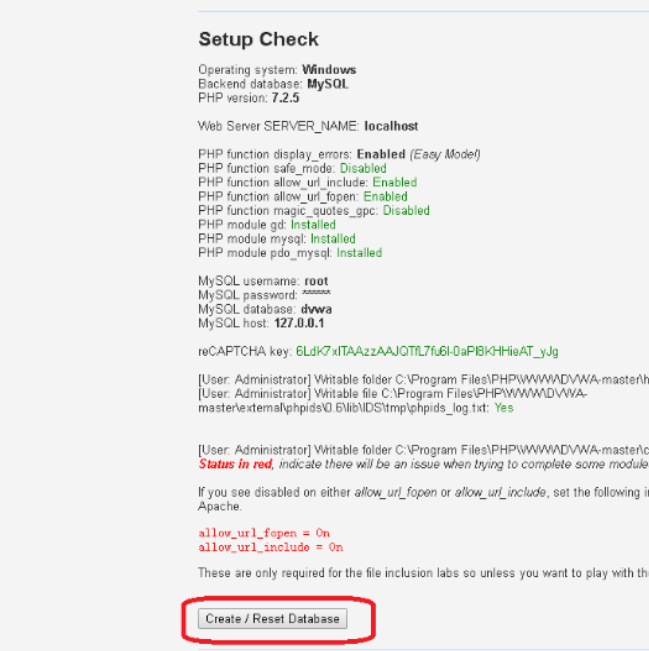 Setup Check
Operating system: Windows
Backend database: MySQL
PHP version: 7.2.5
Web Server SERVER_NAME: localhost
PHP function display_errors: Enabled (Easy Mode!)
PHP function safe_mode: Disabled
PHP function allow_url_include: Enabled
PHP function allow_url_fopen: Enabled
PHP function magic_quotes_gpc: Disabled
PHP module gd: Installed
PHP module mysql: Installed
PHP module pdo_mysql: Installed
MySQL username: root
MySQL password: ******
MySQL database: dvwa
MySQL host: 127.0.0.1
reCAPTCHA key: 6LdK7xITAAzzAAJQTfL7fu6I-0aPl8KHHieAT_yJg
[User: Administrator] Writable folder C:\Program Files\PHP\WWW\DVWA-master\h
[User: Administrator] Writable file C:\Program Files\PHP\WWW\DVWA-
master\external\phpids\0.6\lib\IDS\tmp\phpids_log.txt: Yes
[User: Administrator] Writable folder C:\Program Files\PHP\WWW\DVWA-master\c
Status in red, indicate there will be an issue when trying to complete some module
If you see disabled on either allow_url_fopen or allow_url_include, set the following i
Apache.
allow_url_fopen = On
allow_url_include = On
These are only required for the file inclusion labs so unless you want to play with th
Create / Reset Database